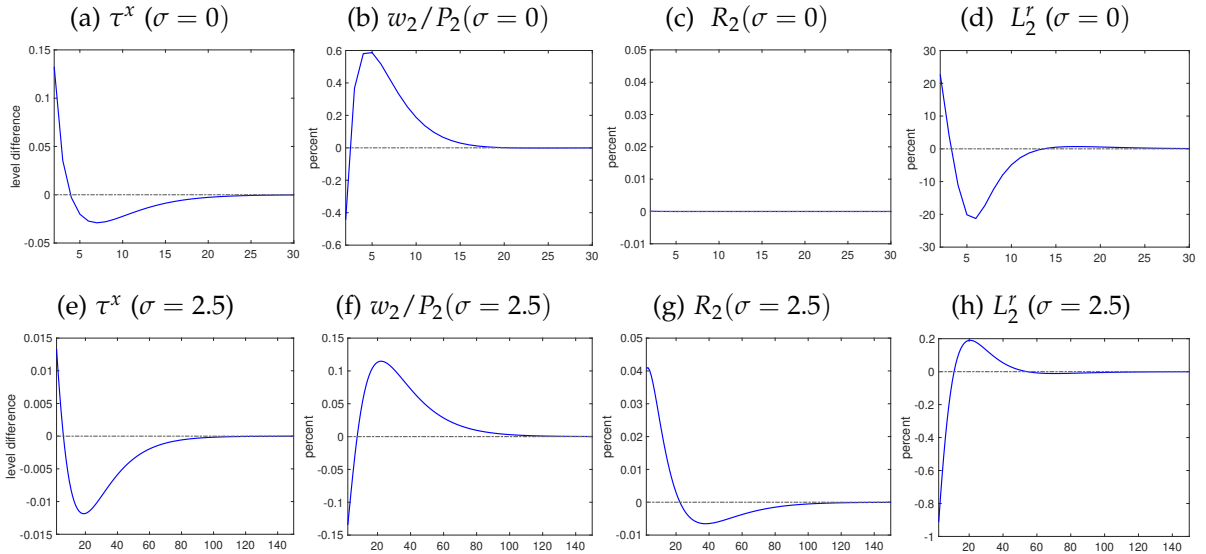 (a) τ^x (σ = 0)
(b) w_2/P_2(σ = 0)
(c) R_2(σ = 0)
(d) L_2^r (σ = 0)
level difference
0.15
0.1
0.05
0
-0.05
5 10 15 20 25 30
percent
0.6
0.4
0.2
0
-0.2
-0.4
-0.6
5 10 15 20 25 30
percent
0.05
0.04
0.03
0.02
0.01
0
-0.01
5 10 15 20 25 30
percent
30
20
10
0
-10
-20
-30
5 10 15 20 25 30
(e) τ^x (σ = 2.5)
(f) w_2/P_2(σ = 2.5)
(g) R_2(σ = 2.5)
(h) L_2^r (σ = 2.5)
level difference
0.015
0.01
0.005
0
-0.005
-0.01
-0.015
20 40 60 80 100 120 140
percent
0.15
0.1
0.05
0
-0.05
-0.1
-0.15
20 40 60 80 100 120 140
percent
0.05
0.04
0.03
0.02
0.01
0
-0.01
20 40 60 80 100 120 140
percent
0.2
0
-0.2
-0.4
-0.6
-0.8
-1
20 40 60 80 100 120 140